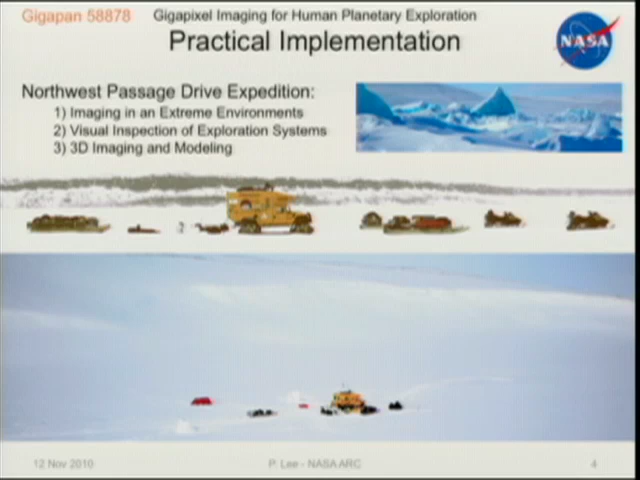 Gigapan 58878
Gigapixel Imaging for Human Planetary Exploration
Practical Implementation
NASA
Northwest Passage Drive Expedition:
1) Imaging in an Extreme Environments
2) Visual Inspection of Exploration Systems
3) 3D Imaging and Modeling
12 Nov 2010
P. Lee - NASA ARC
4